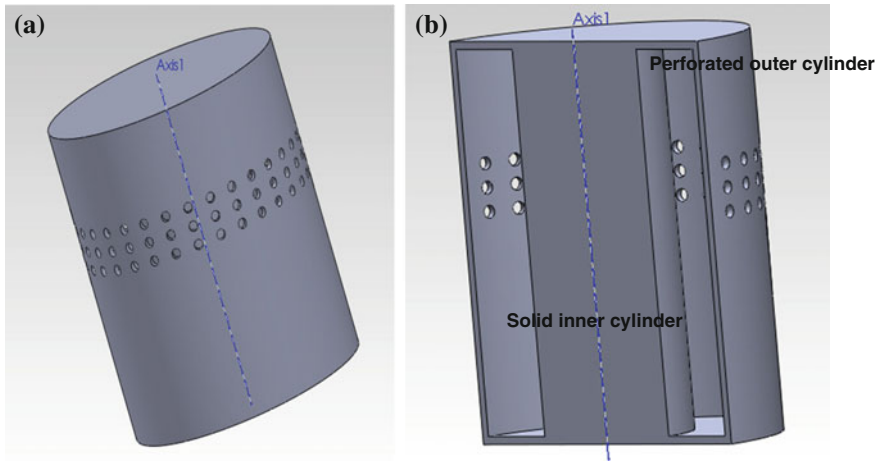 (a)
Axis1
(b)
Axis1
Perforated outer cylinder
Solid inner cylinder